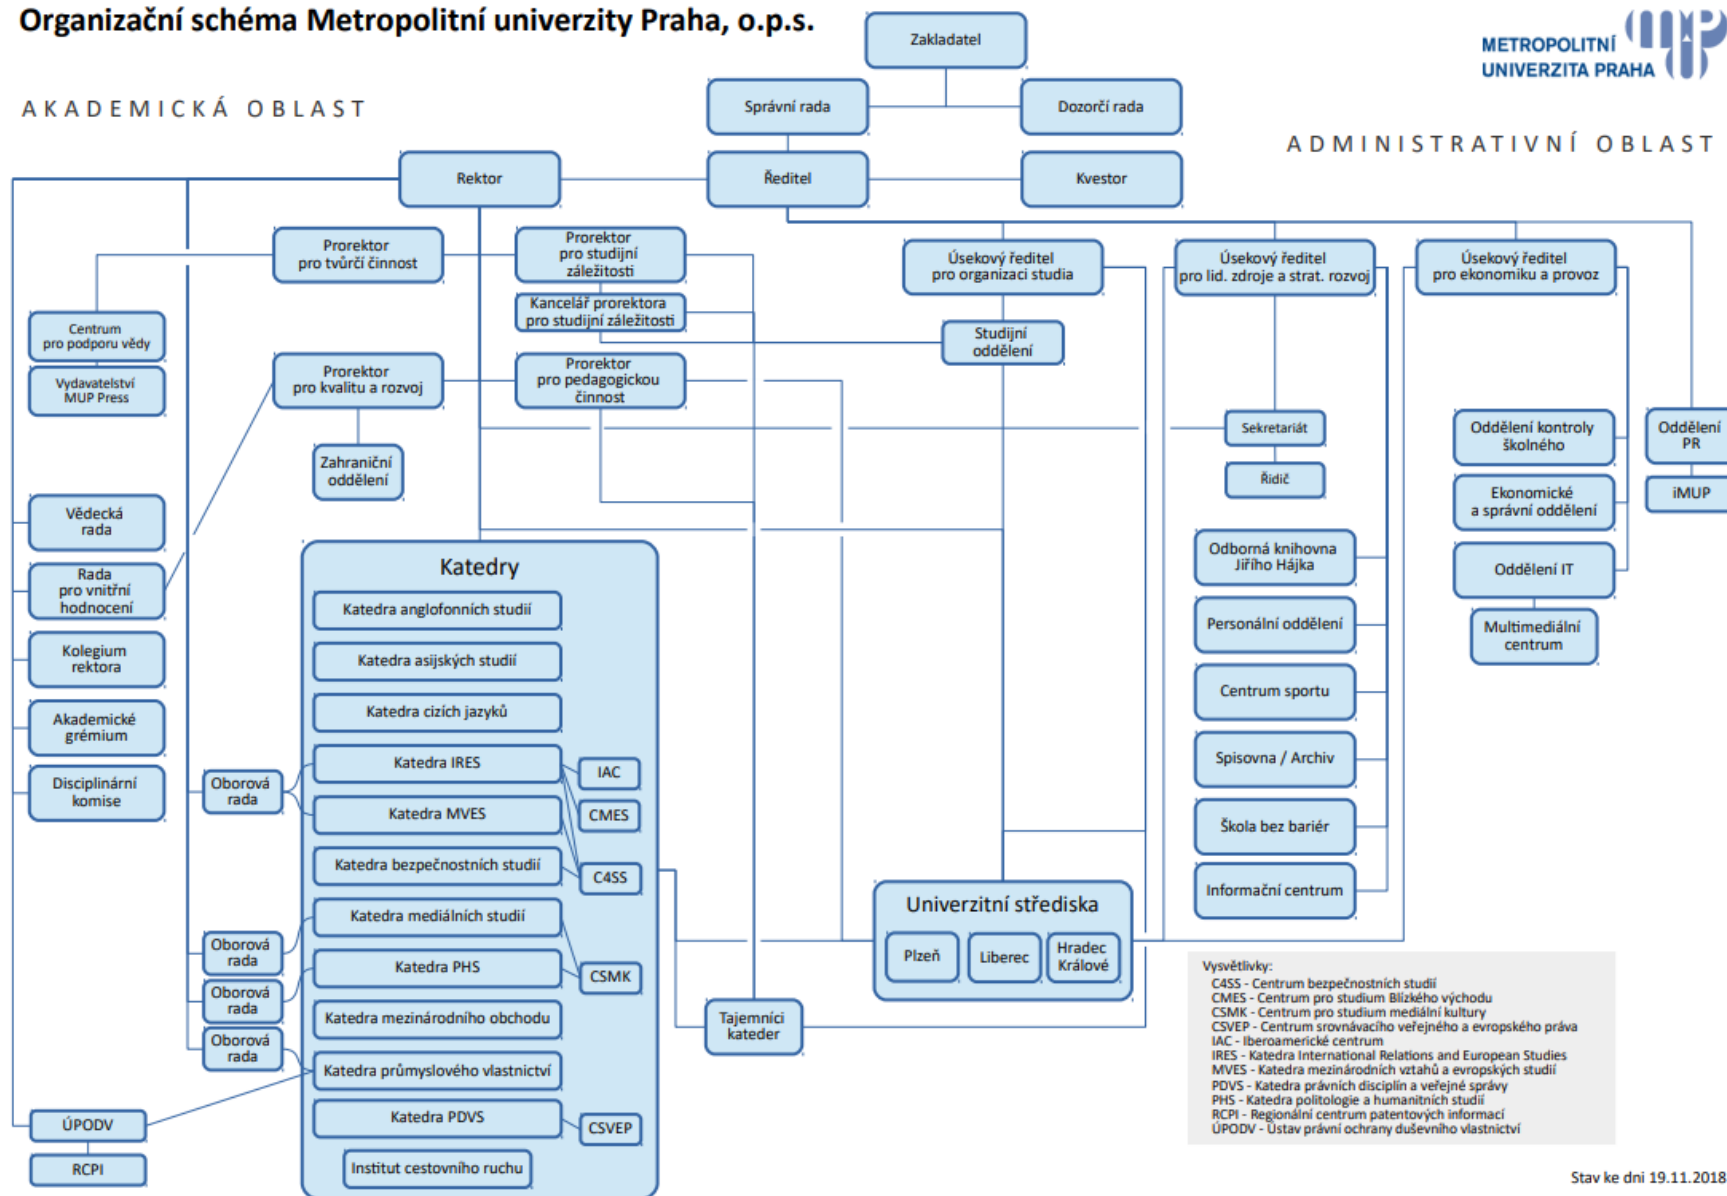 Organizační schéma Metropolitní univerzity Praha, o.p.s.
METROPOLITNÍ
UNIVERZITA PRAHA
AKADEMICKÁ OBLAST
ADMINISTRATIVNÍ OBLAST
Zakladatel
Správní rada
Dozorčí rada
Rektor
Ředitel
Kvestor
Prorektor
pro tvůrčí činnost
Prorektor
pro studijní
záležitosti
Kancelář prorektora
pro studijní záležitosti
Úsekový ředitel
pro organizaci studia
Úsekový ředitel
pro lid. zdroje a strat. rozvoj
Úsekový ředitel
pro ekonomiku a provoz
Centrum
pro podporu vědy
Vydavatelství
MUP Press
Studijní
oddělení
Prorektor
pro kvalitu a rozvoj
Prorektor
pro pedagogickou
činnost
Zahraniční
oddělení
Sekretariát
Řidič
Oddělení kontroly
školného
Oddělení
PR
Ekonomické
a správní oddělení
iMUP
Oddělení IT
Multimediální
centrum
Vědecká
rada
Rada
pro vnitřní
hodnocení
Kolegium
rektora
Akademické
grémium
Disciplinární
komise
Odborná knihovna
Jiřího Hájka
Personální oddělení
Centrum sportu
Spisovna / Archiv
Škola bez bariér
Informační centrum
Katedry
Katedra anglofonních studií
Katedra asijských studií
Katedra cizích jazyků
Oborová
rada
Katedra IRES
IAC
Katedra MVES
CMES
Katedra bezpečnostních studií
C4SS
Oborová
rada
Katedra mediálních studií
Oborová
rada
Katedra PHS
CSMK
Katedra mezinárodního obchodu
Oborová
rada
Katedra průmyslového vlastnictví
Katedra PDVS
CSVEP
Institut cestovního ruchu
ÚPODV
RCPI
Tajemníci
kateder
Univerzitní střediska
Plzeň
Liberec
Hradec
Králové
Vysvětlivky:
C4SS - Centrum bezpečnostních studií
CMES - Centrum pro studium Blízkého východu
CSMK - Centrum pro studium mediální kultury
CSVEP - Centrum srovnávacího veřejného a evropského práva
IAC - Iberoamerické centrum
IRES - Katedra International Relations and European Studies
MVES - Katedra mezinárodních vztahů a evropských studií
PDVS - Katedra právních disciplín a veřejné správy
PHS - Katedra politologie a humanitních studií
RCPI - Regionální centrum patentových informací
ÚPODV - Ústav právní ochrany duševního vlastnictví
Stav ke dni 19.11.2018